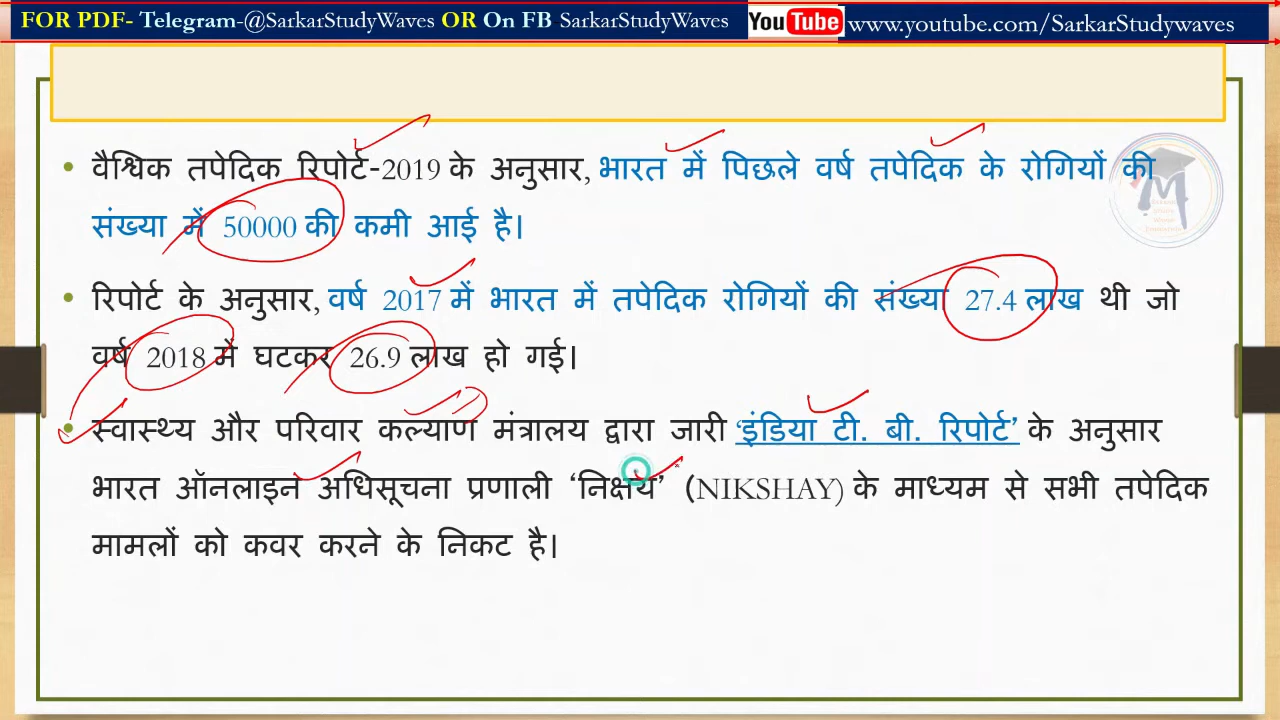 FOR PDF- Telegram-@SarkarStudyWaves OR On FB SarkarStudyWaves YouTube www.youtube.com/SarkarStudywaves
• वैश्विक तपेदिक रिपोर्ट-2019 के अनुसार, भारत में पिछले वर्ष तपेदिक के रोगियों की
संख्या में 50000 की कमी आई है।
• रिपोर्ट के अनुसार, वर्ष 2017 में भारत में तपेदिक रोगियों की संख्या 27.4 लाख थी जो
वर्ष 2018 में घटकर 26.9 लाख हो गई।
• स्वास्थ्य और परिवार कल्याण मंत्रालय द्वारा जारी ‘इंडिया टी. बी. रिपोर्ट’ के अनुसार
भारत ऑनलाइन अधिसूचना प्रणाली ‘निक्षय’ (NIKSHAY) के माध्यम से सभी तपेदिक
मामलों को कवर करने के निकट है।